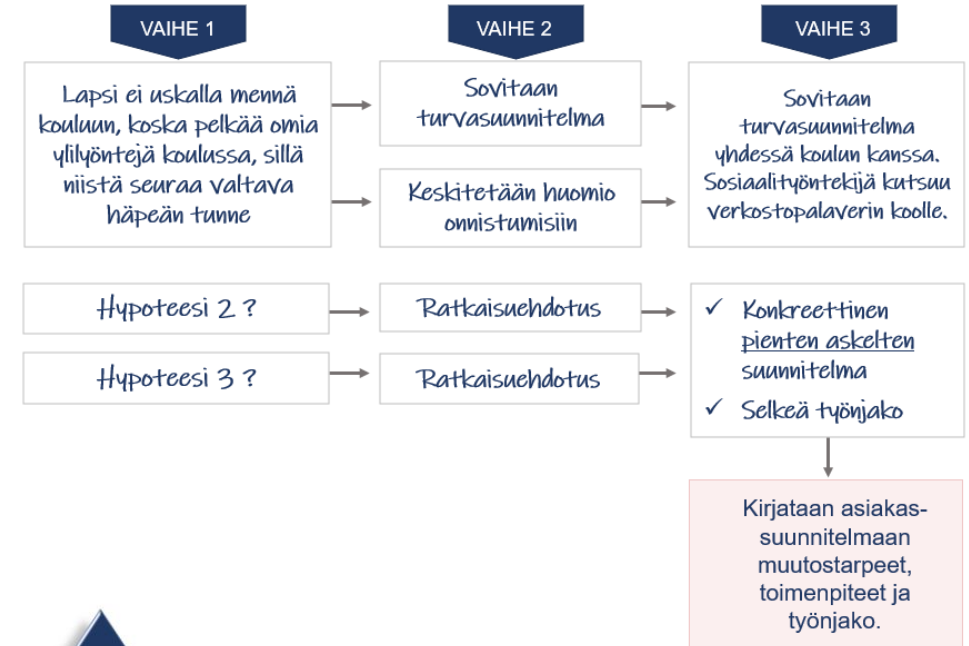 VAIHE 1
VAIHE 2
VAIHE 3
Lapsi ei uskalla mennä
kouluun, koska pelkää omia
ylilyöntejä koulussa, sillä
niistä seuraa valtava
häpeän tunne
Sovitaan
turvasuunnitelma
Keskitetään huomio
onnistumisiin
Sovitaan
turvasuunnitelma
yhdessä koulun kanssa.
Sosiaalityöntekijä kutsuu
verkostopalaverin koolle.
Hypoteesi 2 ?
Ratkaisuehdotus
Hypoteesi 3 ?
Ratkaisuehdotus
✓ Konkreettinen
pienten askelten
suunnitelma
✓ Selkeä työnjako
Kirjataan asiakas-
suunnitelmaan
muutostarpeet,
toimenpiteet ja
työnjako.